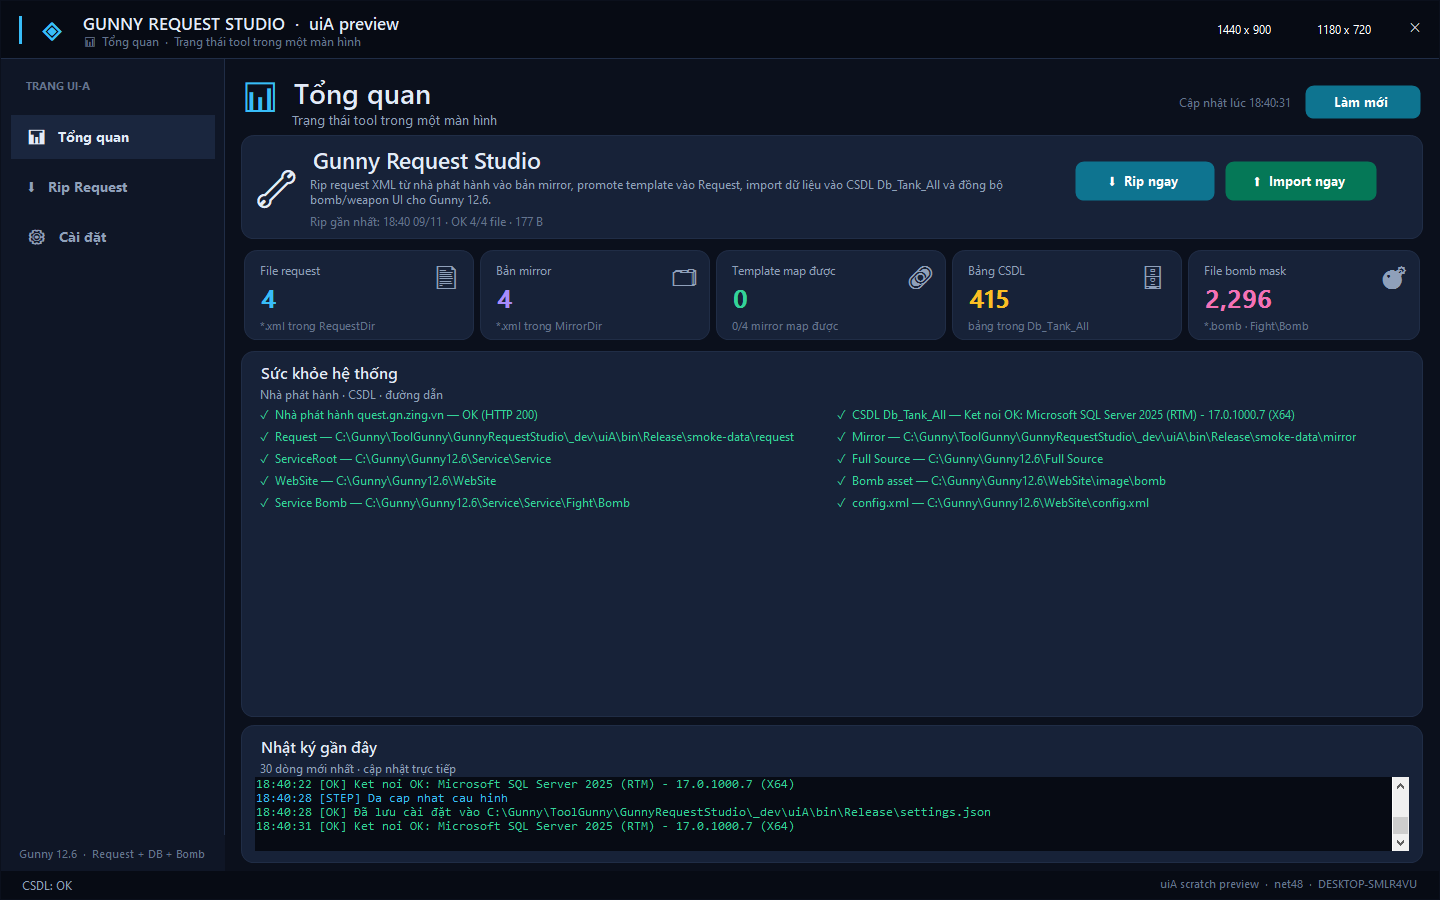 GUNNY REQUEST STUDIO · uiA preview
Tổng quan · Trạng thái tool trong một màn hình
1440 x 900
1180 x 720
TRANG UI-A
Tổng quan
Rip Request
Cài đặt
Tổng quan
Trạng thái tool trong một màn hình
Cập nhật lúc 18:40:31
Làm mới
Gunny Request Studio
Rip request XML từ nhà phát hành vào bản mirror, promote template vào Request, import dữ liệu vào CSDL Db_Tank_All và đồng bộ
bomb/weapon UI cho Gunny 12.6.
Rip gần nhất: 18:40 09/11 · OK 4/4 file · 177 B
Rip ngay
Import ngay
File request
4
*.xml trong RequestDir
Bản mirror
4
*.xml trong MirrorDir
Template map được
0
0/4 mirror map được
Bảng CSDL
415
bảng trong Db_Tank_All
File bomb mask
2,296
*.bomb · Fight\Bomb
Sức khỏe hệ thống
Nhà phát hành · CSDL · đường dẫn
✓ Nhà phát hành quest.gn.zing.vn — OK (HTTP 200)
✓ CSDL Db_Tank_All — Ket noi OK: Microsoft SQL Server 2025 (RTM) - 17.0.1000.7 (X64)
✓ Request — C:\Gunny\ToolGunny\GunnyRequestStudio\_dev\uiA\bin\Release\smoke-data\request
✓ Mirror — C:\Gunny\ToolGunny\GunnyRequestStudio\_dev\uiA\bin\Release\smoke-data\mirror
✓ ServiceRoot — C:\Gunny\Gunny12.6\Service\Service
✓ Full Source — C:\Gunny\Gunny12.6\Full Source
✓ WebSite — C:\Gunny\Gunny12.6\WebSite
✓ Bomb asset — C:\Gunny\Gunny12.6\WebSite\image\bomb
✓ Service Bomb — C:\Gunny\Gunny12.6\Service\Service\Fight\Bomb
✓ config.xml — C:\Gunny\Gunny12.6\WebSite\config.xml
Nhật ký gần đây
30 dòng mới nhất · cập nhật trực tiếp
18:40:22 [OK] Ket noi OK: Microsoft SQL Server 2025 (RTM) - 17.0.1000.7 (X64)
18:40:28 [STEP] Da cap nhat cau hinh
18:40:28 [OK] Đã lưu cài đặt vào C:\Gunny\ToolGunny\GunnyRequestStudio\_dev\uiA\bin\Release\settings.json
18:40:31 [OK] Ket noi OK: Microsoft SQL Server 2025 (RTM) - 17.0.1000.7 (X64)
Gunny 12.6 · Request + DB + Bomb
CSDL: OK
uiA scratch preview · net48 · DESKTOP-SMLR4VU